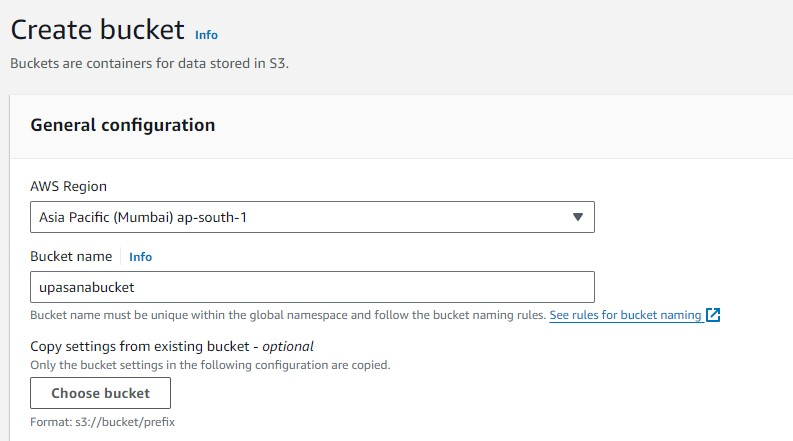 Create bucket Info
Buckets are containers for data stored in S3.
General configuration
AWS Region
Asia Pacific (Mumbai) ap-south-1
Bucket name Info
upasanabucket
Bucket name must be unique within the global namespace and follow the bucket naming rules. See rules for bucket naming
Copy settings from existing bucket - optional
Only the bucket settings in the following configuration are copied.
Choose bucket
Format: s3://bucket/prefix